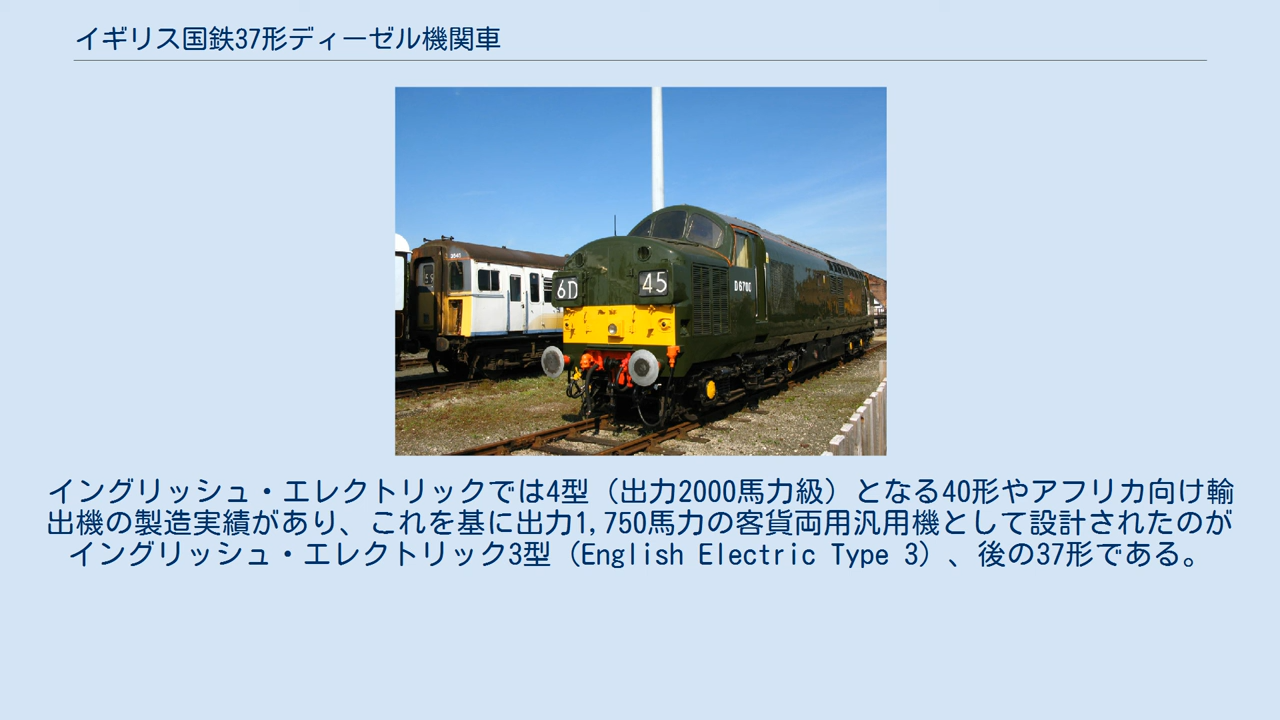 イギリス国鉄37形ディーゼル機関車
3545
6D
45
D6700
イングリッシュ・エレクトリックでは4型（出力2000馬力級）となる40形やアフリカ向け輸
出機の製造実績があり、これを基に出力1,750馬力の客貨両用汎用機として設計されたのが
イングリッシュ・エレクトリック3型（English Electric Type 3）、後の37形である。